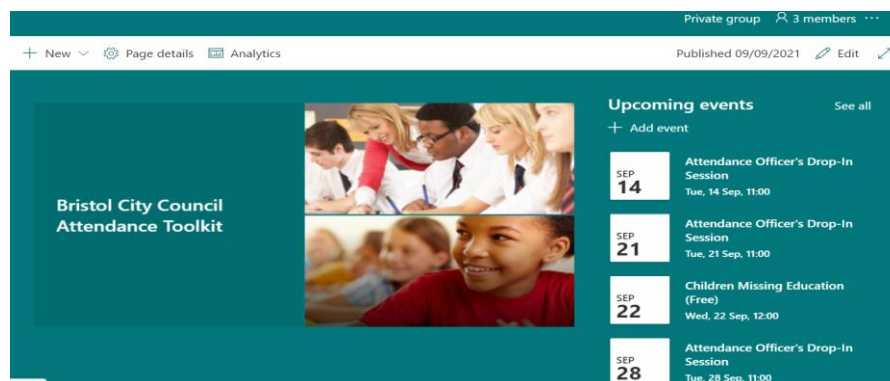 Private group 3 members ...
New Page details Analytics Published 09/09/2021 Edit
Bristol City Council
Attendance Toolkit
Upcoming events See all
Add event
SEP
14
Attendance Officer's Drop-In
Session
Tue, 14 Sep, 11:00
SEP
21
Attendance Officer's Drop-In
Session
Tue, 21 Sep, 11:00
SEP
22
Children Missing Education
(Free)
Wed, 22 Sep, 12:00
SEP
28
Attendance Officer's Drop-In
Session
Tue, 28 Sep, 11:00